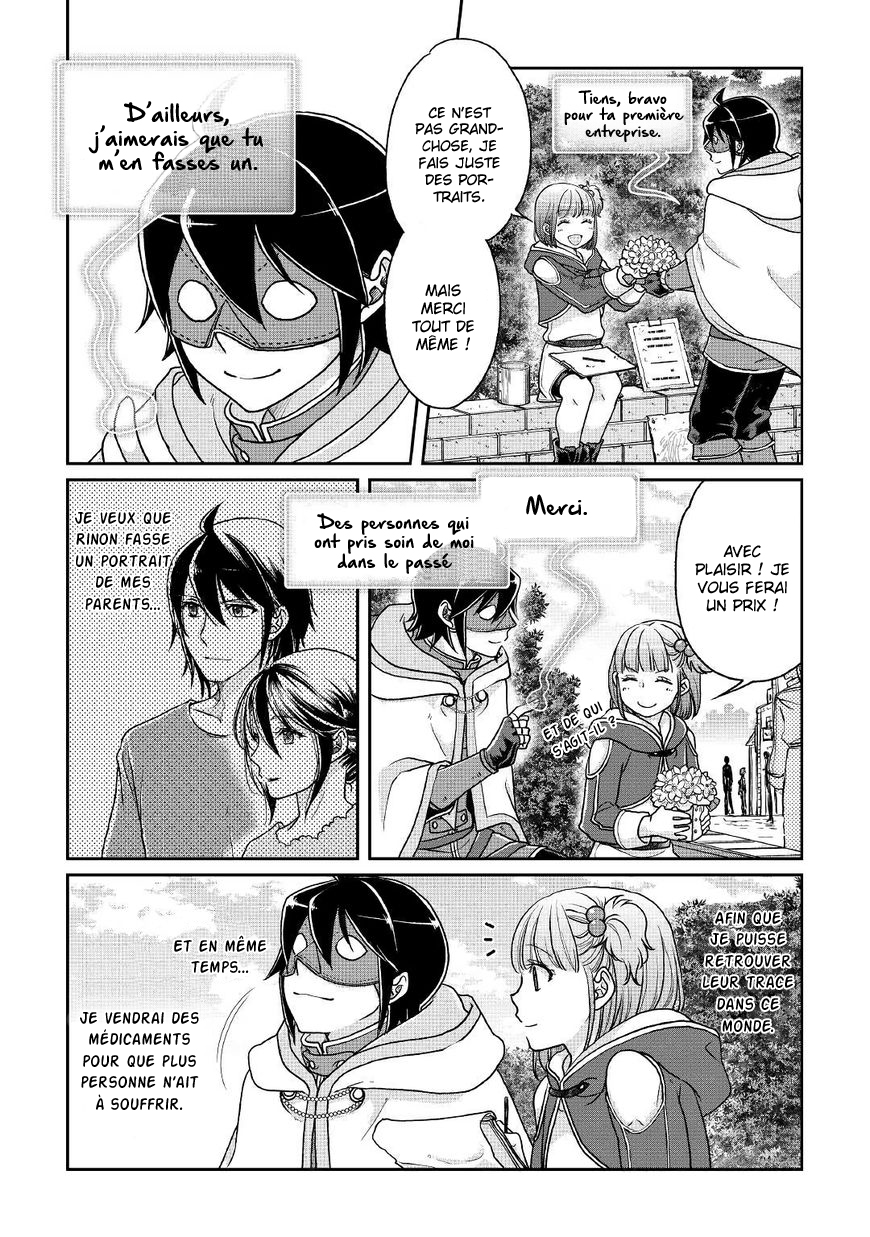 Tiens, bravo
pour ta première
entreprise.
CE N'EST
PAS GRAND-
CHOSE, JE
FAIS JUSTE
DES POR-
TRAITS.
MAIS
MERCI
TOUT DE
MÊME !
D'ailleurs,
j'aimerais que tu
m'en fasses un.
AVEC
PLAISIR ! JE
VOUS FERAI
UN PRIX !
Merci.
ET DE QUI
S'AGIT-IL ?
Des personnes qui
ont pris soin de moi
dans le passé
JE VEUX QUE
RINON FASSE
UN PORTRAIT
DE MES
PARENTS...
AFIN QUE
JE PUISSE
RETROUVER
LEUR TRACE
DANS CE
MONDE.
ET EN MÊME
TEMPS...
JE VENDRAI DES
MÉDICAMENTS
POUR QUE PLUS
PERSONNE N'AIT
À SOUFFRIR.